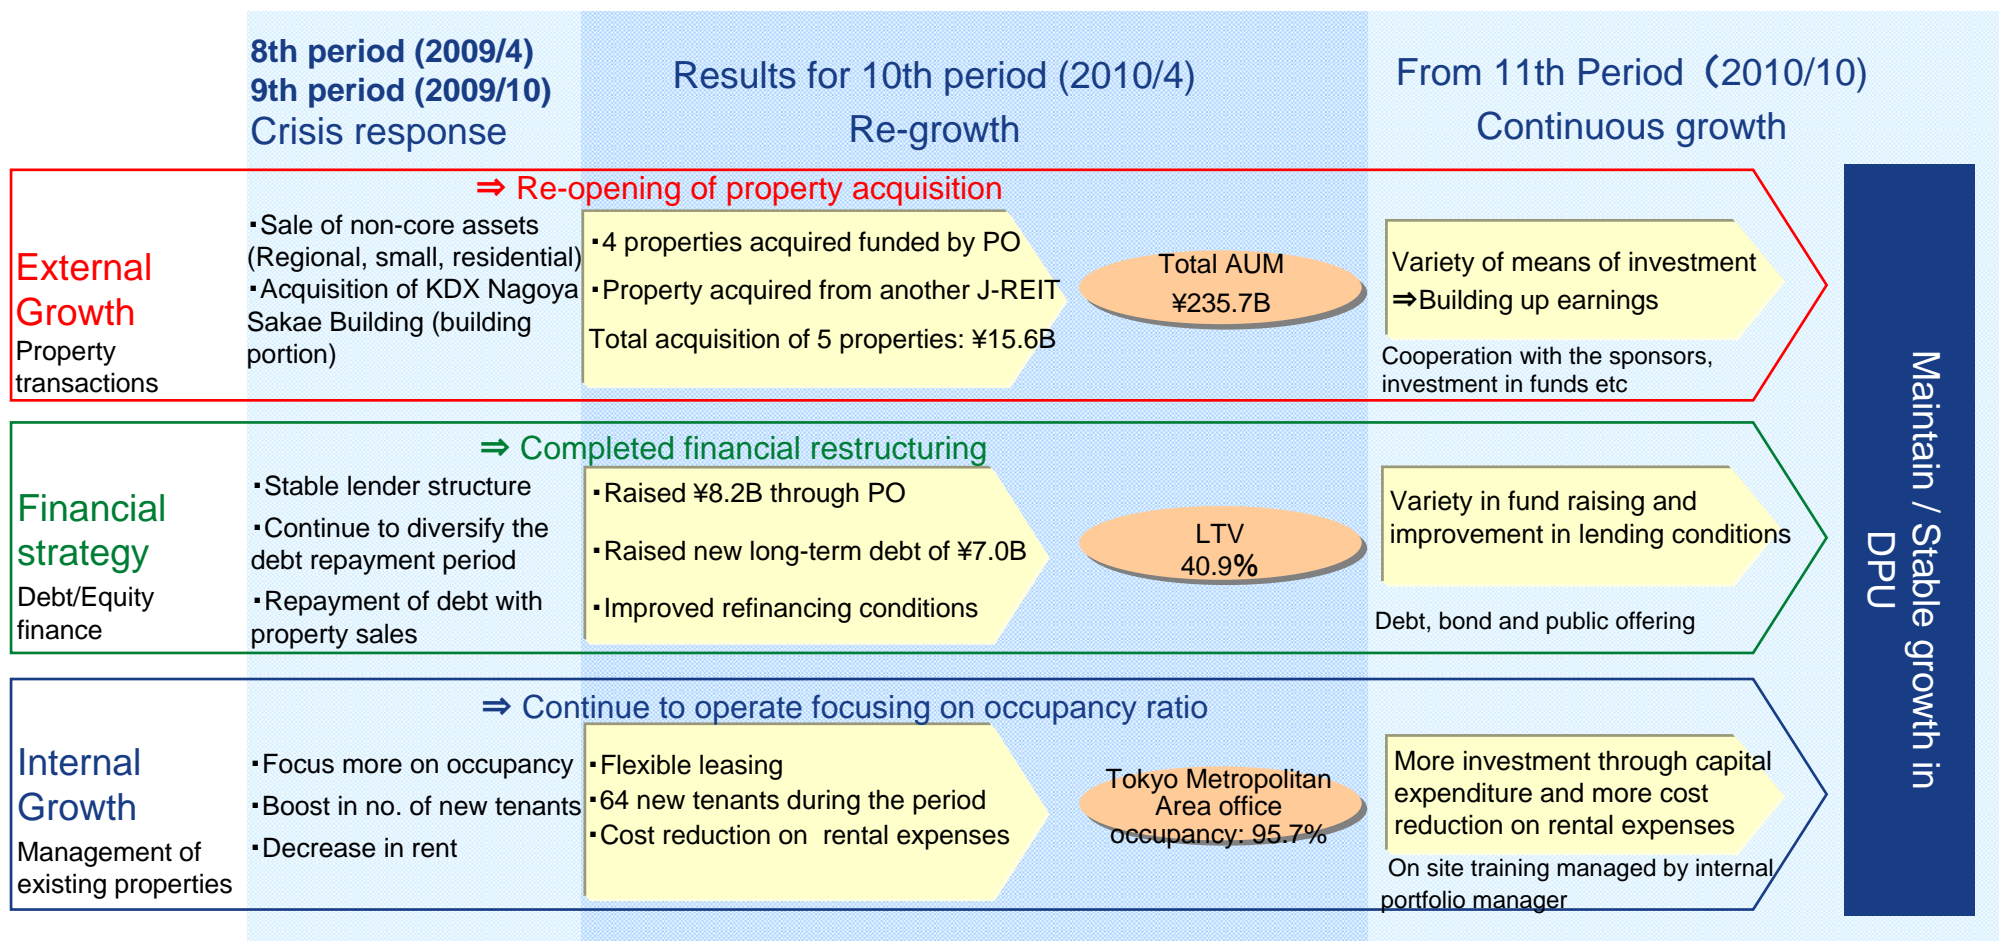 8th period (2009/4)
9th period (2009/10)
Crisis response
Results for 10th period (2010/4)
Re-growth
From 11th Period（2010/10)
Continuous growth
⇒ Re-opening of property acquisition
External
Growth
Property
transactions
▪Sale of non-core assets
(Regional, small, residential)
▪Acquisition of KDX Nagoya
Sakae Building (building
portion)
▪4 properties acquired funded by PO
▪Property acquired from another J-REIT
Total acquisition of 5 properties: ¥15.6B
Total AUM
¥235.7B
Variety of means of investment
⇒Building up earnings
Cooperation with the sponsors,
investment in funds etc
⇒ Completed financial restructuring
Financial
strategy
Debt/Equity
finance
▪Stable lender structure
▪Continue to diversify the
debt repayment period
▪Repayment of debt with
property sales
▪Raised ¥8.2B through PO
▪Raised new long-term debt of ¥7.0B
▪Improved refinancing conditions
LTV
40.9%
Variety in fund raising and
improvement in lending conditions
Debt, bond and public offering
⇒ Continue to operate focusing on occupancy ratio
Internal
Growth
Management of
existing properties
▪Focus more on occupancy
▪Boost in no. of new tenants
▪Decrease in rent
▪Flexible leasing
▪64 new tenants during the period
▪Cost reduction on  rental expenses
Tokyo Metropolitan
Area office
occupancy: 95.7%
More investment through capital
expenditure and more cost
reduction on rental expenses
On site training managed by internal
portfolio manager
Maintain / Stable growth in
DPU